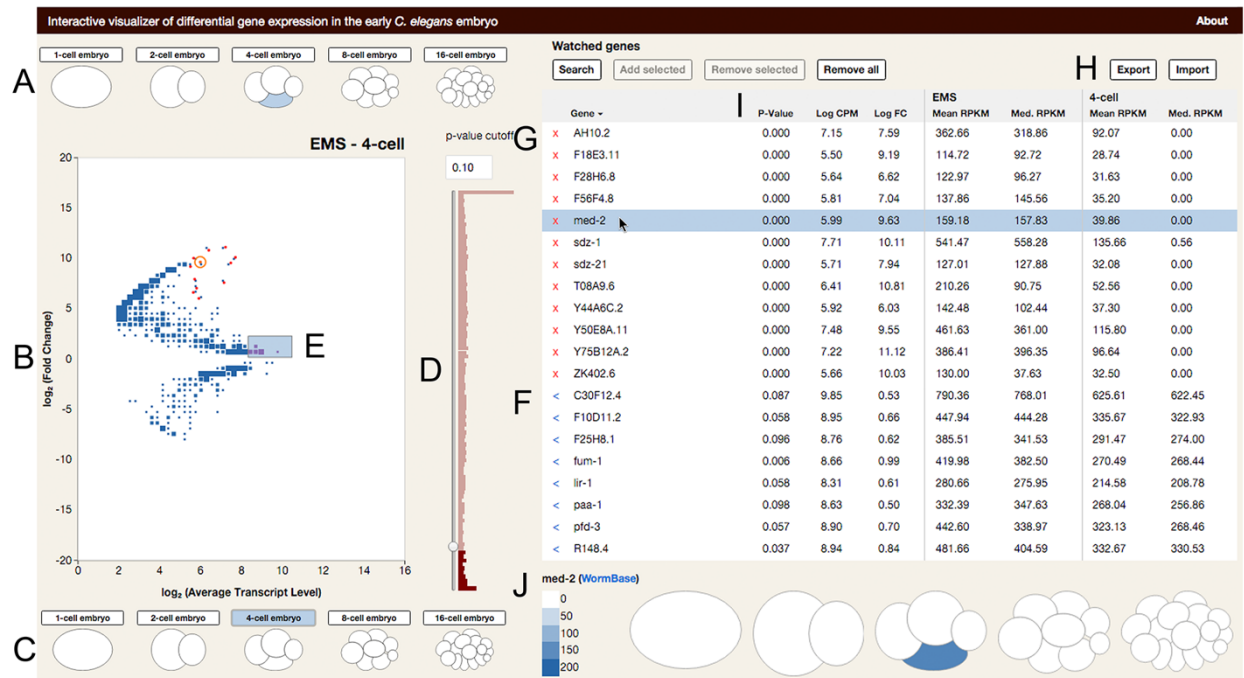 Interactive visualizer of differential gene expression in the early C. elegans embryo About
A
1-cell embryo 2-cell embryo 4-cell embryo 8-cell embryo 16-cell embryo
EMS - 4-cell
p-value cutoff
0.10
B
log₂ (Fold Change)
20
15
10
5
0
-5
-10
-15
-20
0 2 4 6 8 10 12 14 16
log₂ (Average Transcript Level)
E
D
C
1-cell embryo 2-cell embryo 4-cell embryo 8-cell embryo 16-cell embryo
Watched genes
Search Add selected Remove selected Remove all H Export Import
I EMS 4-cell
Gene P-Value Log CPM Log FC Mean RPKM Med. RPKM Mean RPKM Med. RPKM
G
x AH10.2 0.000 7.15 7.59 362.66 318.86 92.07 0.00
x F18E3.11 0.000 5.50 9.19 114.72 92.72 28.74 0.00
x F28H6.8 0.000 5.64 6.62 122.97 96.27 31.63 0.00
x F56F4.8 0.000 5.81 7.04 137.86 145.56 35.20 0.00
x med-2 0.000 5.99 9.63 159.18 157.83 39.86 0.00
x sdz-1 0.000 7.71 10.11 541.47 558.28 135.66 0.56
x sdz-21 0.000 5.71 7.94 127.01 127.88 32.08 0.00
x T08A9.6 0.000 6.41 10.81 210.26 90.75 52.56 0.00
x Y44A6C.2 0.000 5.92 6.03 142.48 102.44 37.30 0.00
x Y50E8A.11 0.000 7.48 9.55 461.63 361.00 115.80 0.00
x Y75B12A.2 0.000 7.22 11.12 386.41 396.35 96.64 0.00
x ZK402.6 0.000 5.66 10.03 130.00 37.63 32.50 0.00
F
< C30F12.4 0.087 9.85 0.53 790.36 768.01 625.61 622.45
< F10D11.2 0.058 8.95 0.66 447.94 444.28 335.67 322.93
< F25H8.1 0.096 8.76 0.62 385.51 341.53 291.47 274.00
< fum-1 0.006 8.66 0.99 419.98 382.50 270.49 268.44
< lir-1 0.058 8.31 0.61 280.66 275.95 214.58 208.78
< paa-1 0.098 8.63 0.50 332.39 347.63 268.04 256.86
< pfd-3 0.057 8.90 0.70 442.60 338.97 323.13 268.46
< R148.4 0.037 8.94 0.84 481.66 404.59 332.67 330.53
J med-2 (WormBase)
0
50
100
150
200